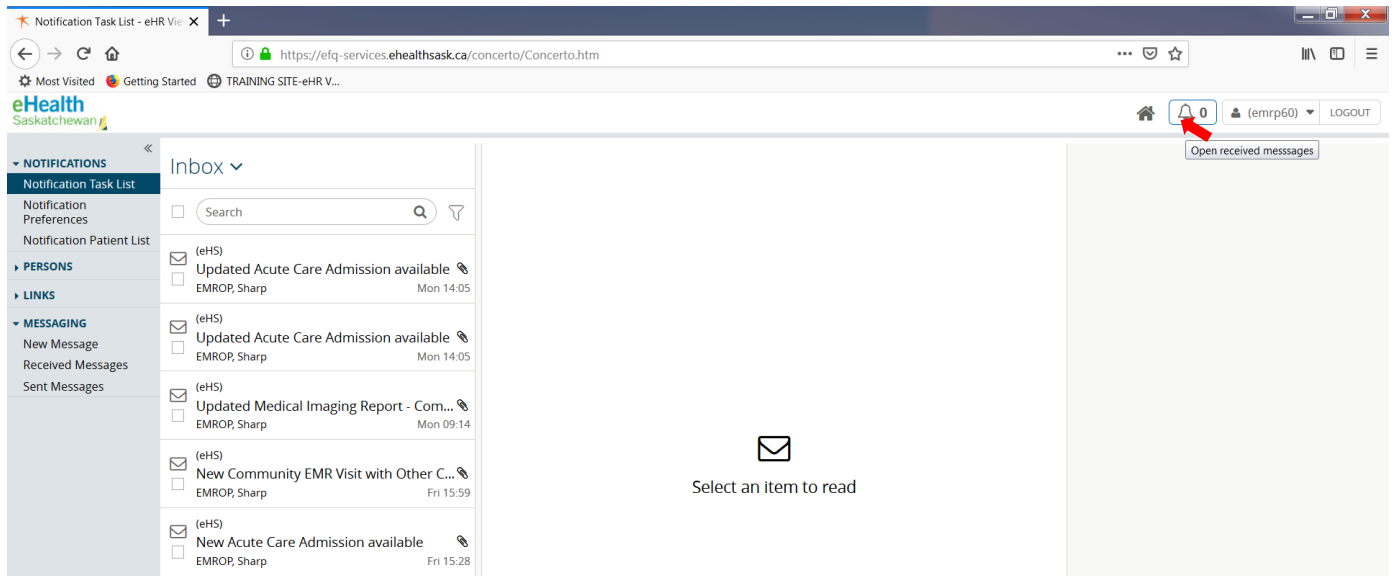 Notification Task List - eHR Vie
https://efq-services.ehealthsask.ca/concerto/Concerto.htm
Most Visited Getting Started TRAINING SITE-eHR V...
eHealth
Saskatchewan
0
(emrp60)
LOGOUT
Open received messsages
NOTIFICATIONS
Notification Task List
Notification
Preferences
Notification Patient List
PERSONS
LINKS
MESSAGING
New Message
Received Messages
Sent Messages
Inbox
Search
(eHS)
Updated Acute Care Admission available
EMROP, Sharp Mon 14:05
(eHS)
Updated Acute Care Admission available
EMROP, Sharp Mon 14:05
(eHS)
Updated Medical Imaging Report - Com...
EMROP, Sharp Mon 09:14
(eHS)
New Community EMR Visit with Other C...
EMROP, Sharp Fri 15:59
(eHS)
New Acute Care Admission available
EMROP, Sharp Fri 15:28
Select an item to read